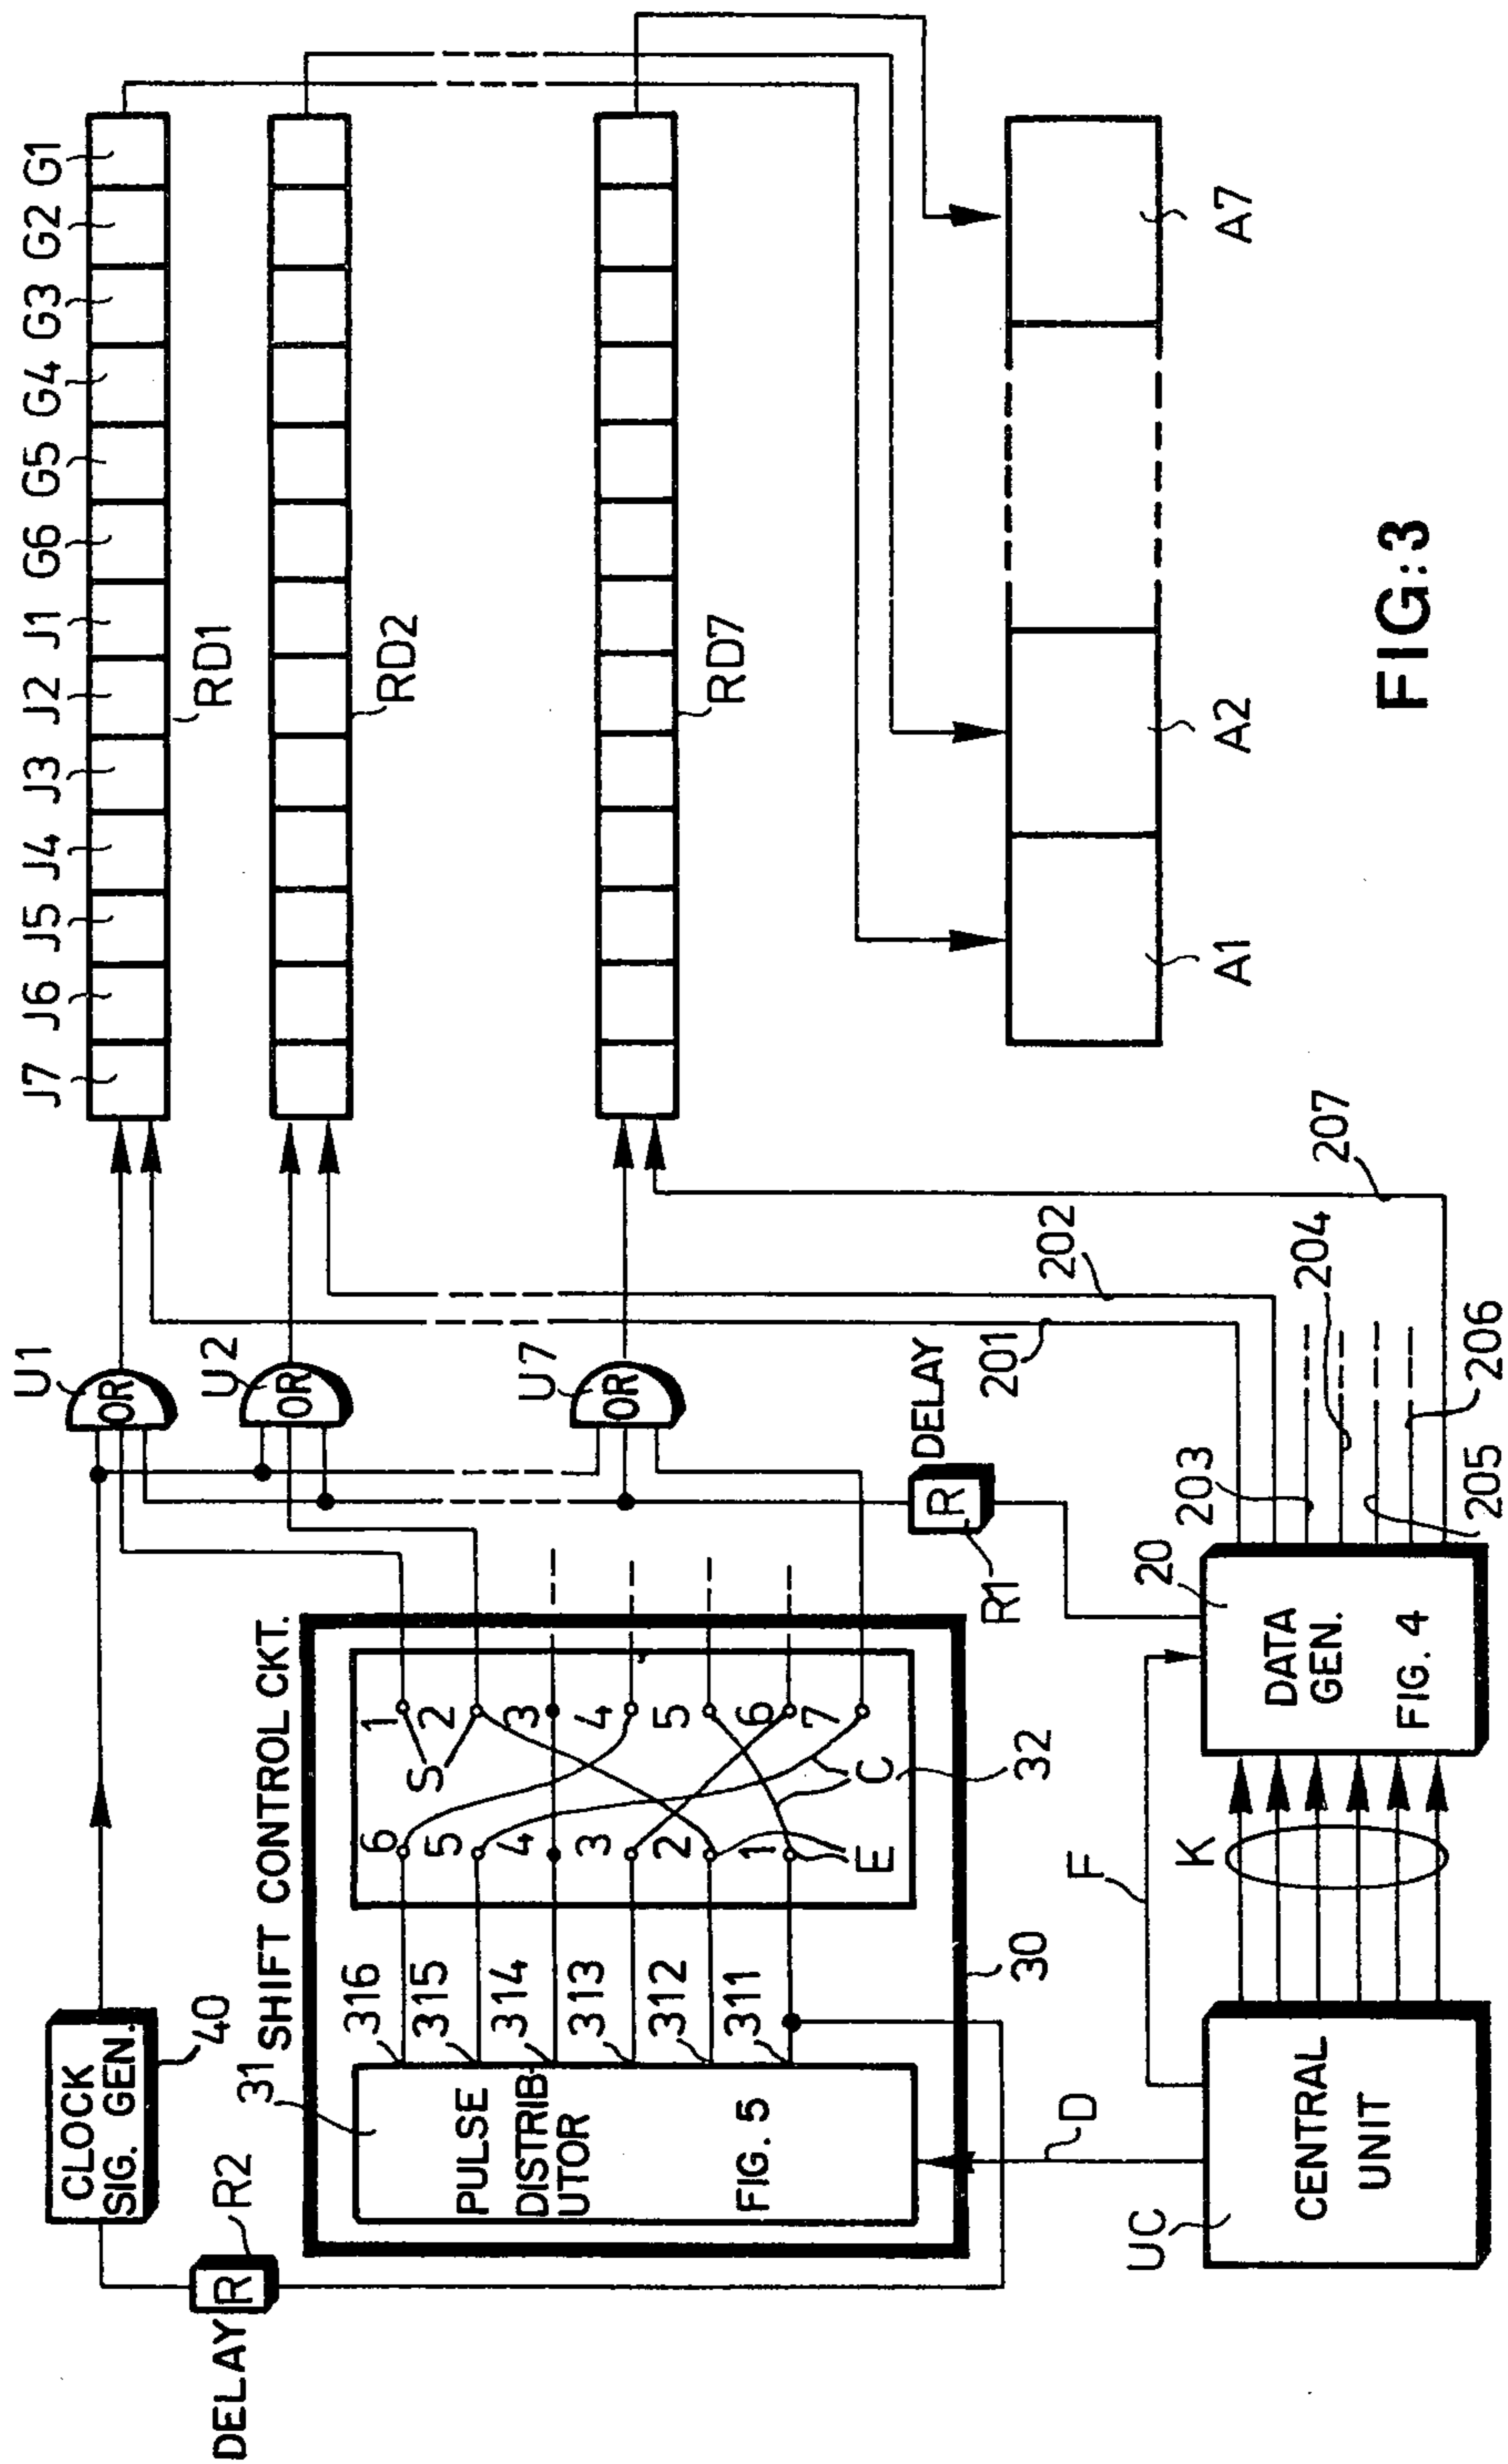 G1
G2
G3
G4
G5
G6
J1
J2
J3
J4
J5
J6
J7
RD1
RD2
RD7
U1
OR
U2
OR
U7
OR
CLOCK
SIG. GEN.
40
DELAY
R
R2
SHIFT CONTROL CKT.
31
PULSE
DISTRIB-
UTOR
FIG. 5
316
315
314
313
312
311
6
5
4
3
2
1
E
S
C
1
2
3
4
5
6
7
32
30
DELAY
R
R1
D
UC
CENTRAL
UNIT
F
K
20
DATA
GEN.
FIG. 4
201
202
203
204
205
206
207
A1
A2
A7
FIG:3